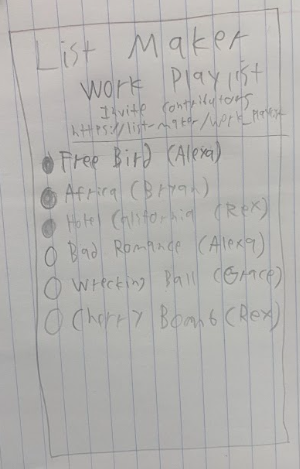 List Maker
Work Playlist
Invite contributors
https://list-maker/work_playlist
Free Bird (Alexa)
Africa (Bryan)
Hotel California (Rex)
Bad Romance (Alexa)
Wrecking Ball (Grace)
Cherry Bomb (Rex)